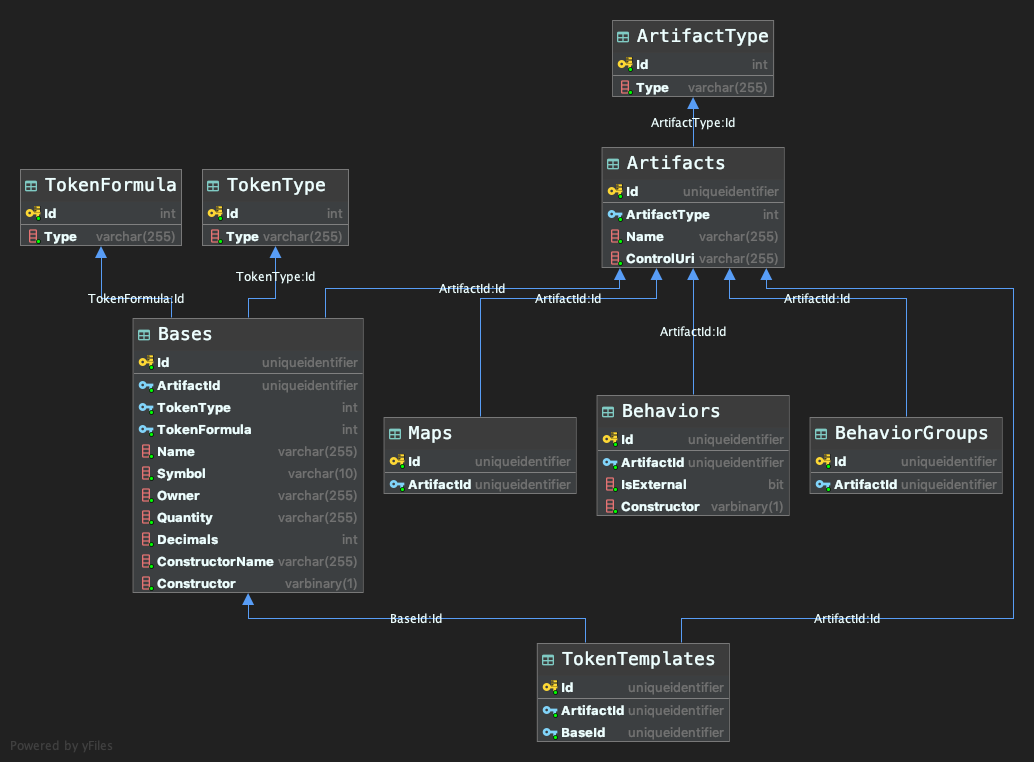 ArtifactType
Id int
Type varchar(255)
ArtifactType:Id
Artifacts
Id uniqueidentifier
ArtifactType int
Name varchar(255)
ControlUri varchar(255)
TokenFormula
Id int
Type varchar(255)
TokenType
Id int
Type varchar(255)
TokenFormula:Id
TokenType:Id
ArtifactId:Id
ArtifactId:Id
ArtifactId:Id
ArtifactId:Id
Bases
Id uniqueidentifier
ArtifactId uniqueidentifier
TokenType int
TokenFormula int
Name varchar(255)
Symbol varchar(10)
Owner varchar(255)
Quantity varchar(255)
Decimals int
ConstructorName varchar(255)
Constructor varbinary(1)
Maps
Id uniqueidentifier
ArtifactId uniqueidentifier
Behaviors
Id uniqueidentifier
ArtifactId uniqueidentifier
IsExternal bit
Constructor varbinary(1)
BehaviorGroups
Id uniqueidentifier
ArtifactId uniqueidentifier
BaseId:Id
ArtifactId:Id
TokenTemplates
Id uniqueidentifier
ArtifactId uniqueidentifier
BaseId uniqueidentifier
Powered by yFiles